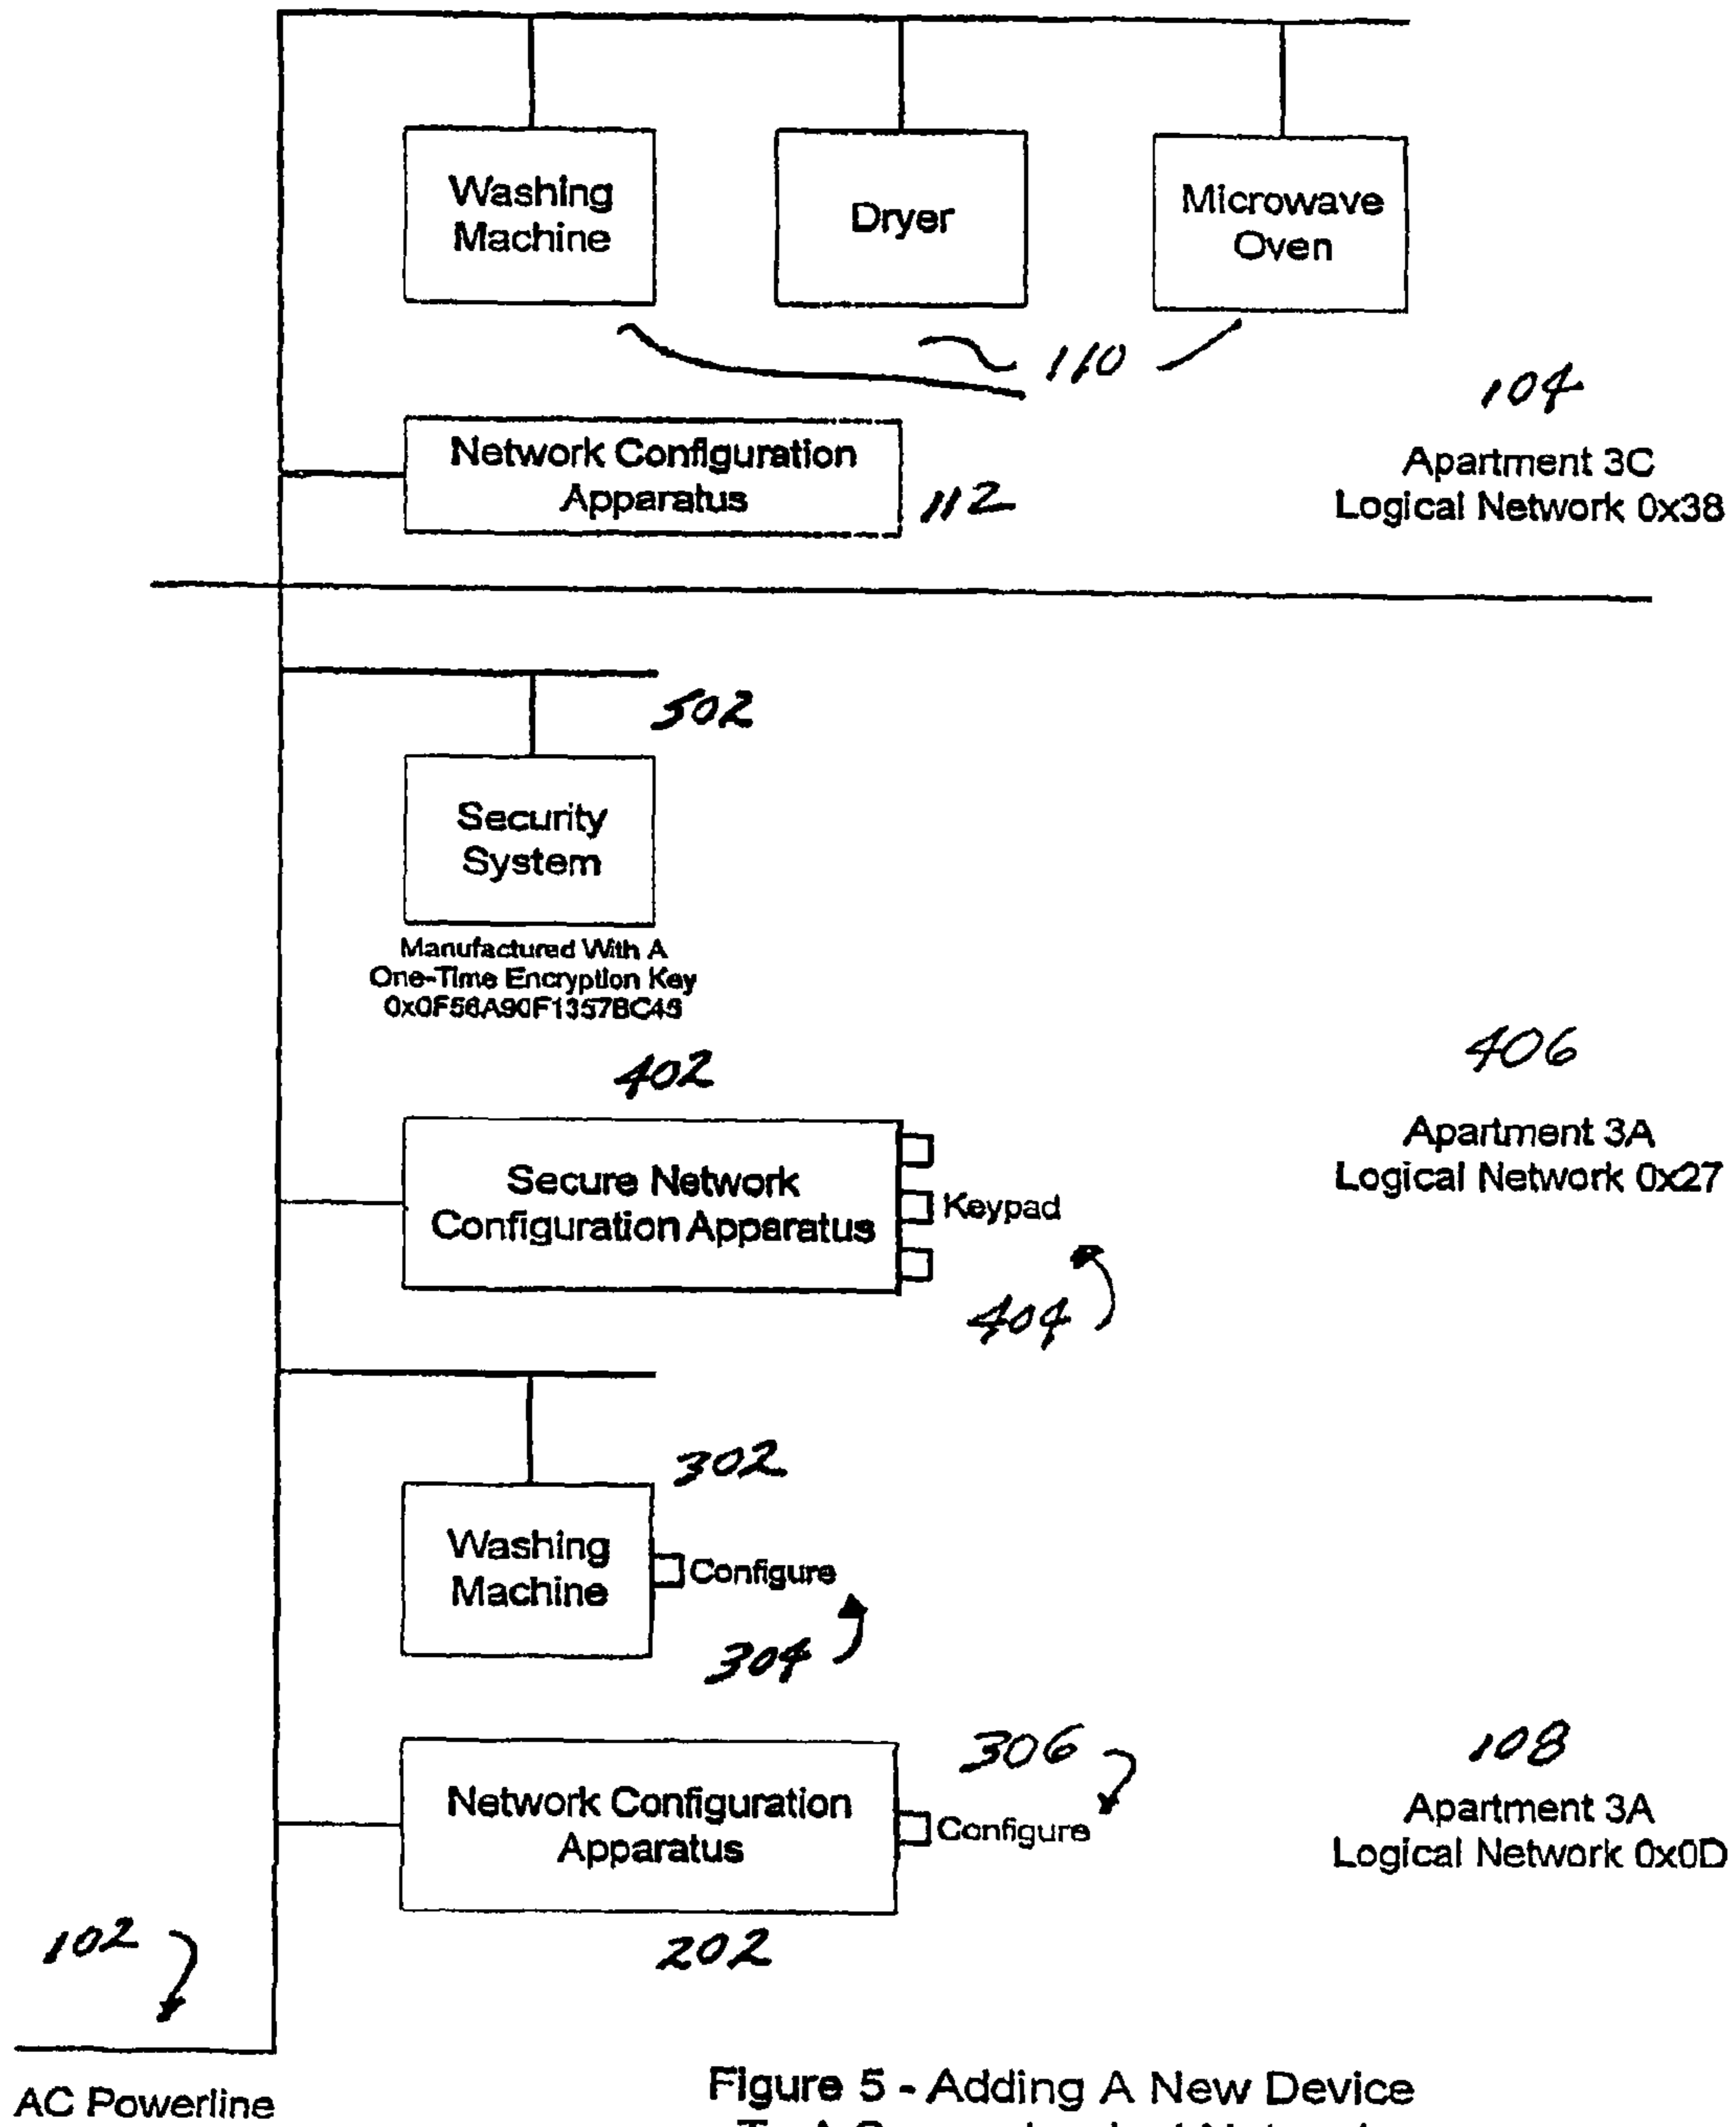 Washing
Machine
Dryer
Microwave
Oven
110
104
Network Configuration
Apparatus
112
Apartment 3C
Logical Network 0x38
502
Security
System
Manufactured With A
One-Time Encryption Key
402
406
Secure Network
Configuration Apparatus
Keypad
Apartment 3A
Logical Network 0x27
404
302
Washing
Machine
Configure
304
306
108
Network Configuration
Apparatus
Configure
Apartment 3A
Logical Network 0x0D
202
102
AC Powerline
Figure 5 - Adding A New Device